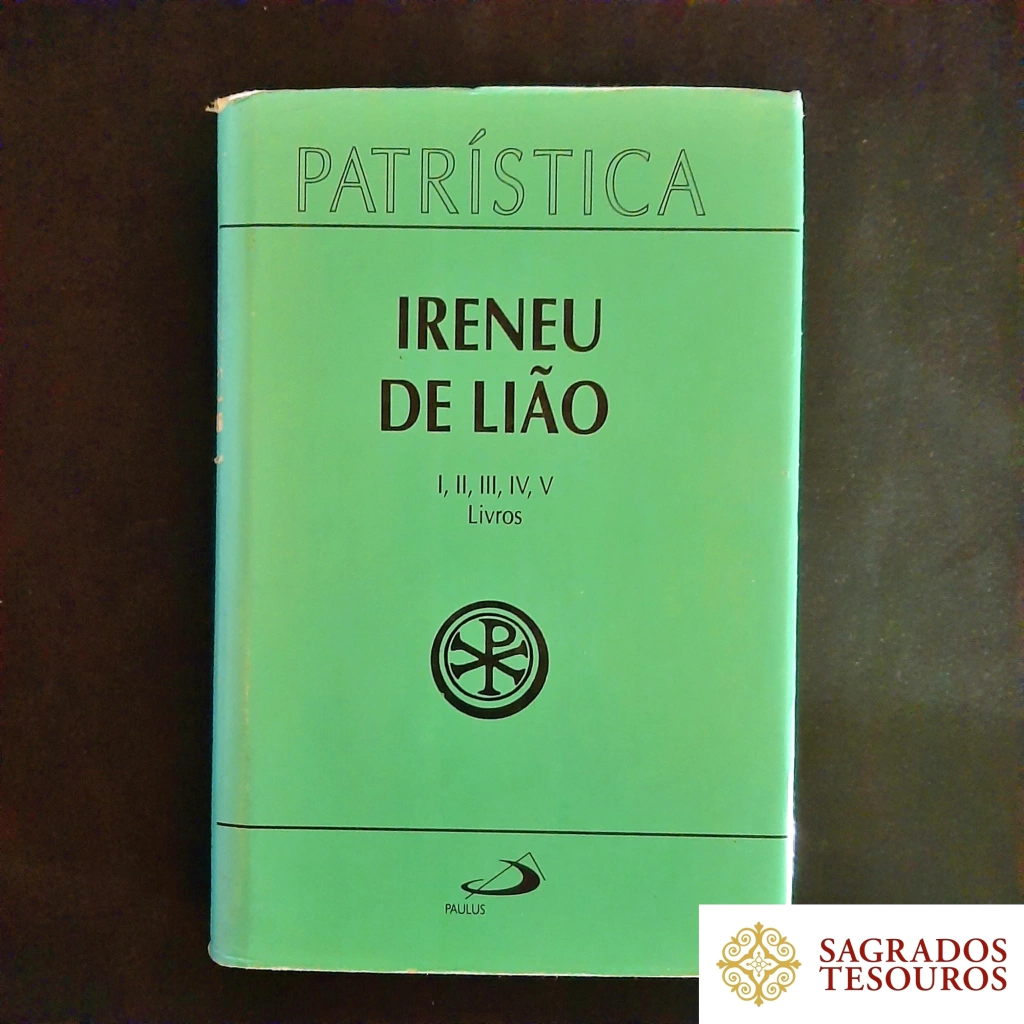 PATRÍSTICA
IRENEU
DE LIÃO
I, II, III, IV, V
Livros
PAULUS
SAGRADOS
TESOUROS